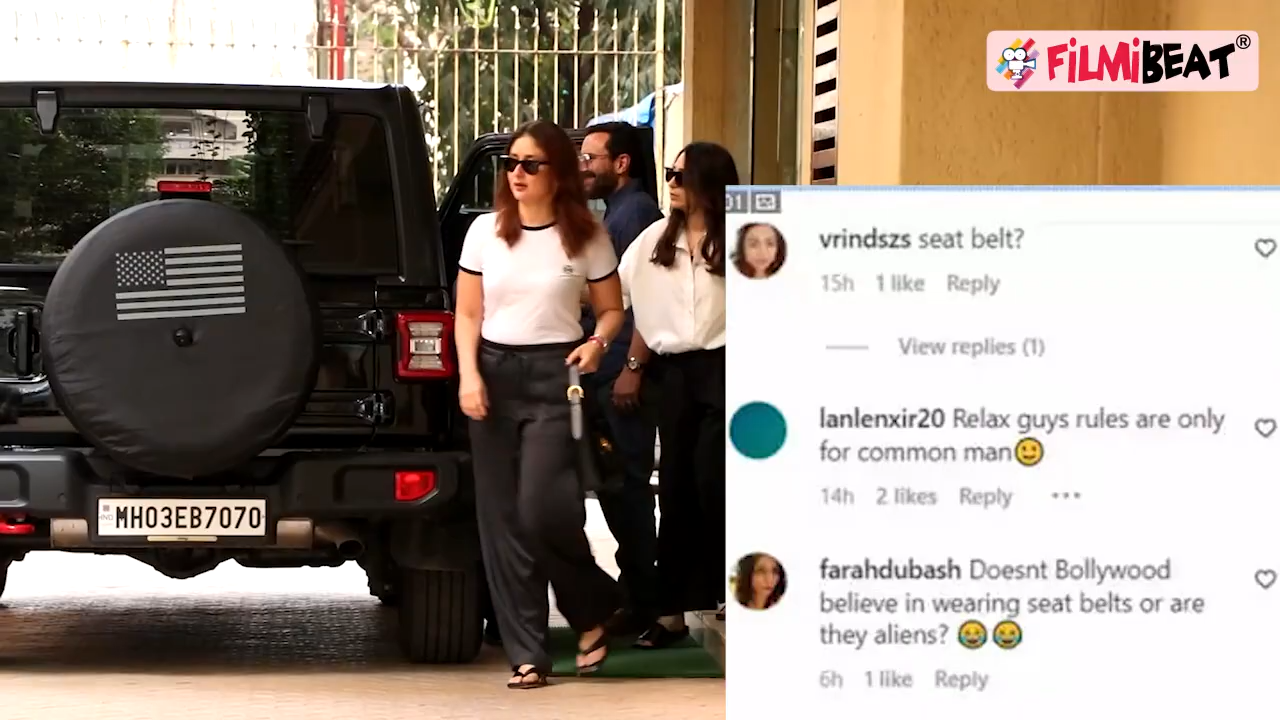 FiLMiBEAT®
01
vrindszs seat belt?
15h 1 like Reply
View replies (1)
lanlenxir20 Relax guys rules are only
for common man😉
14h 2 likes Reply ...
farahdubash Doesnt Bollywood
believe in wearing seat belts or are
they aliens? 😂😂
6h 1 like Reply
IND MH03EB7070